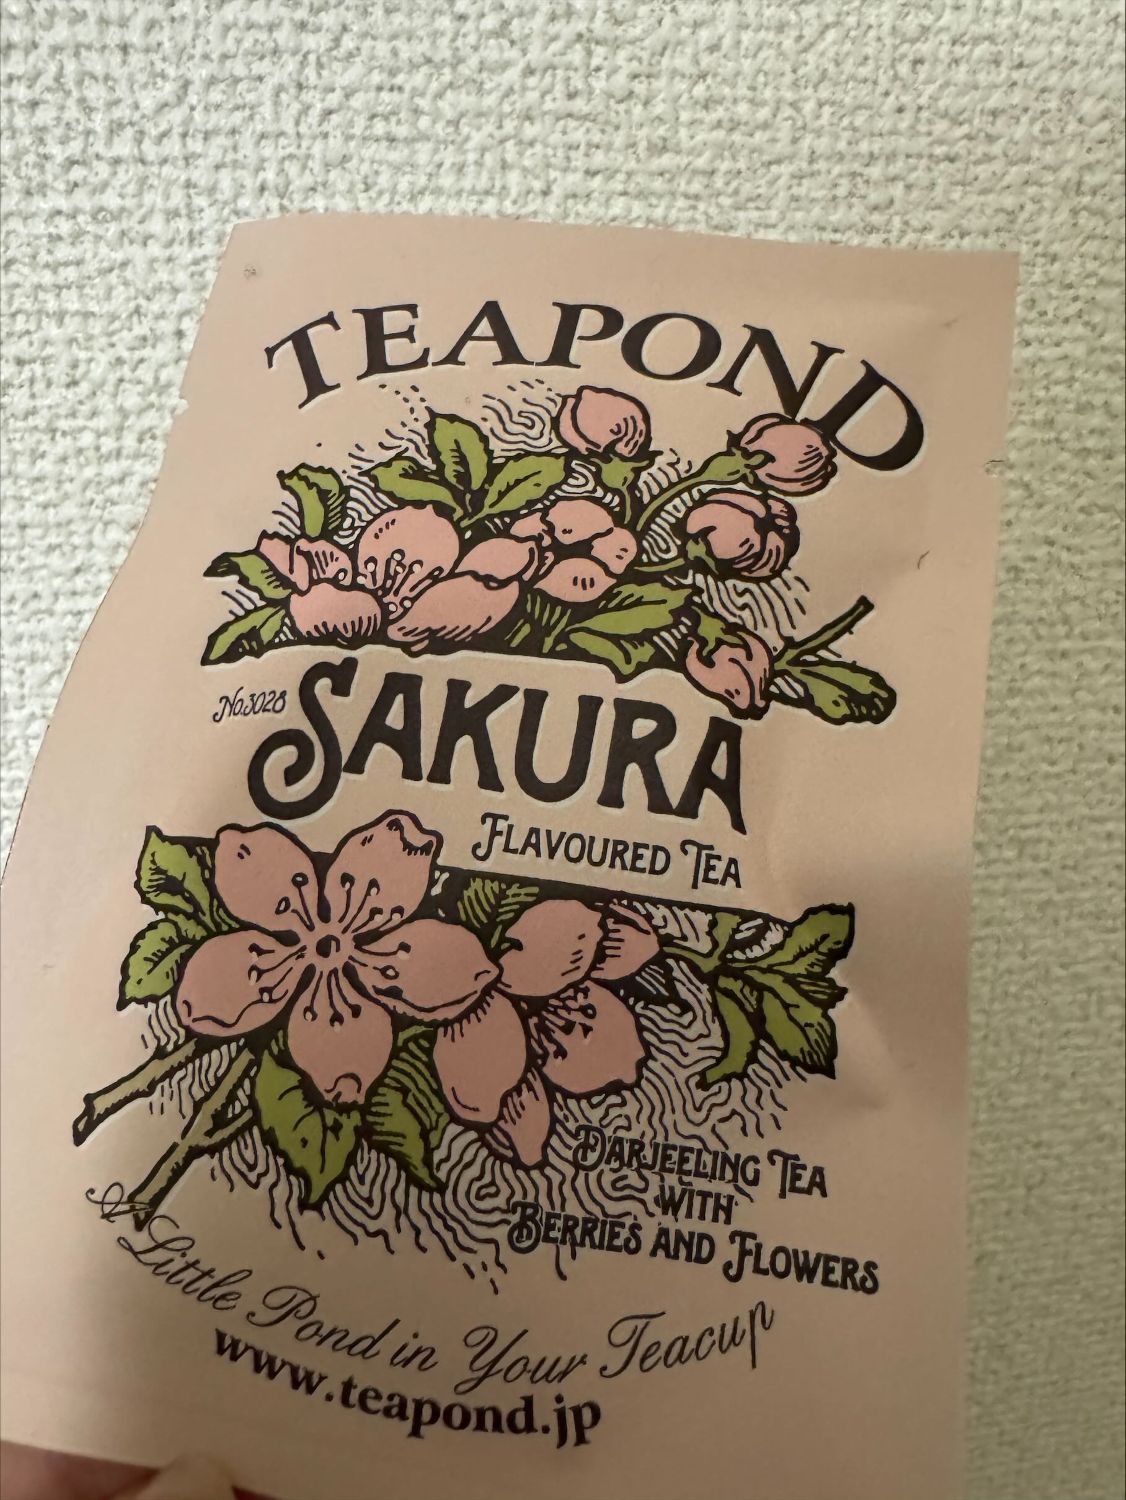 TEAPOND
No.3028
SAKURA
FLAVOURED TEA
DARJEELING TEA
WITH
BERRIES AND FLOWERS
A Little Pond in Your Teacup
www.teapond.jp